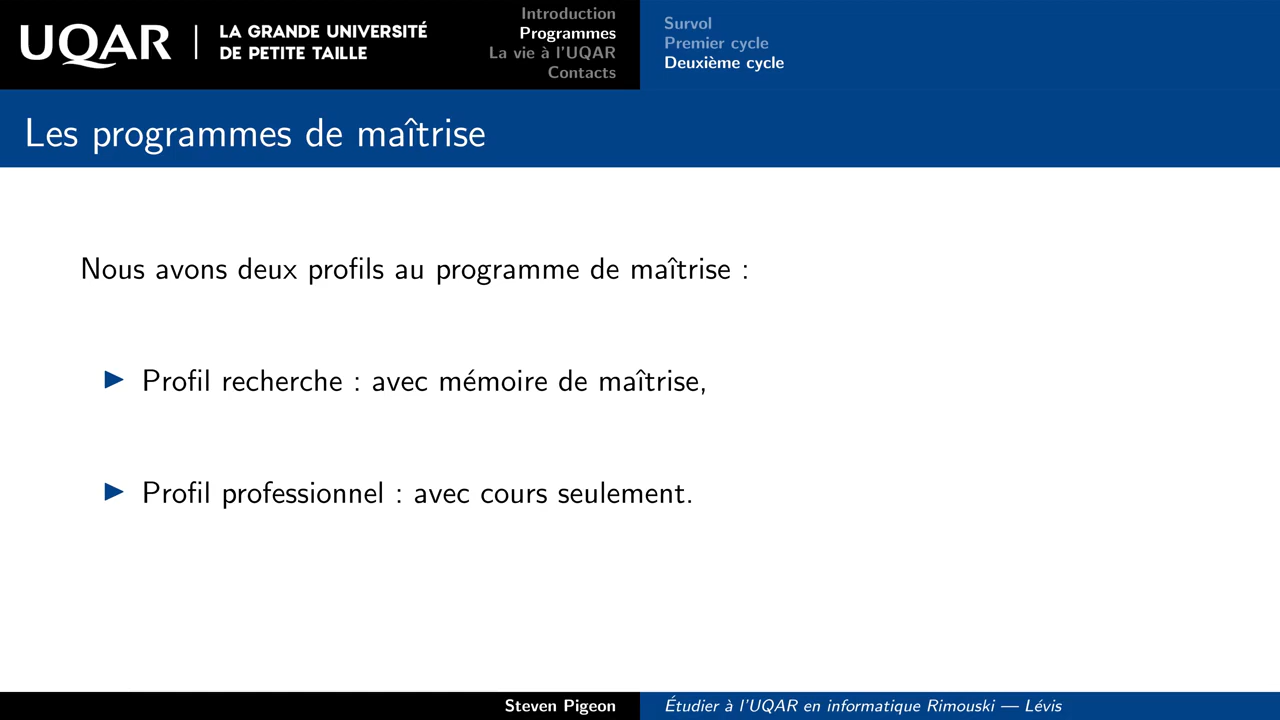 UQAR
LA GRANDE UNIVERSITÉ
DE PETITE TAILLE
Introduction
Programmes
La vie à l'UQAR
Contacts
Survol
Premier cycle
Deuxième cycle
Les programmes de maîtrise
Nous avons deux profils au programme de maîtrise :
Profil recherche : avec mémoire de maîtrise,
Profil professionnel : avec cours seulement.
Steven Pigeon
Étudier à l'UQAR en informatique Rimouski — Lévis